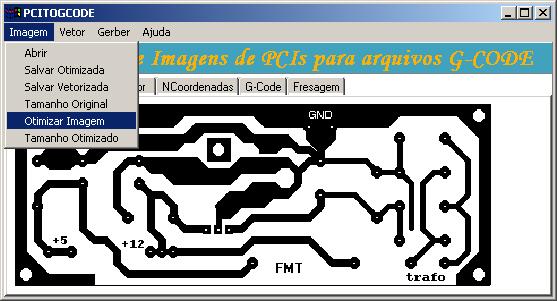 PCITOGCODE
Imagem Vetor Gerber Ajuda
e Imagens de PCIs para arquivos G-CODE
Abrir
Salvar Otimizada
Salvar Vetorizada
Tamanho Original
Otimizar Imagem
Tamanho Otimizado
or NCoordenadas G-Code Fresagem
GND
+5
+12
FMT
trafo